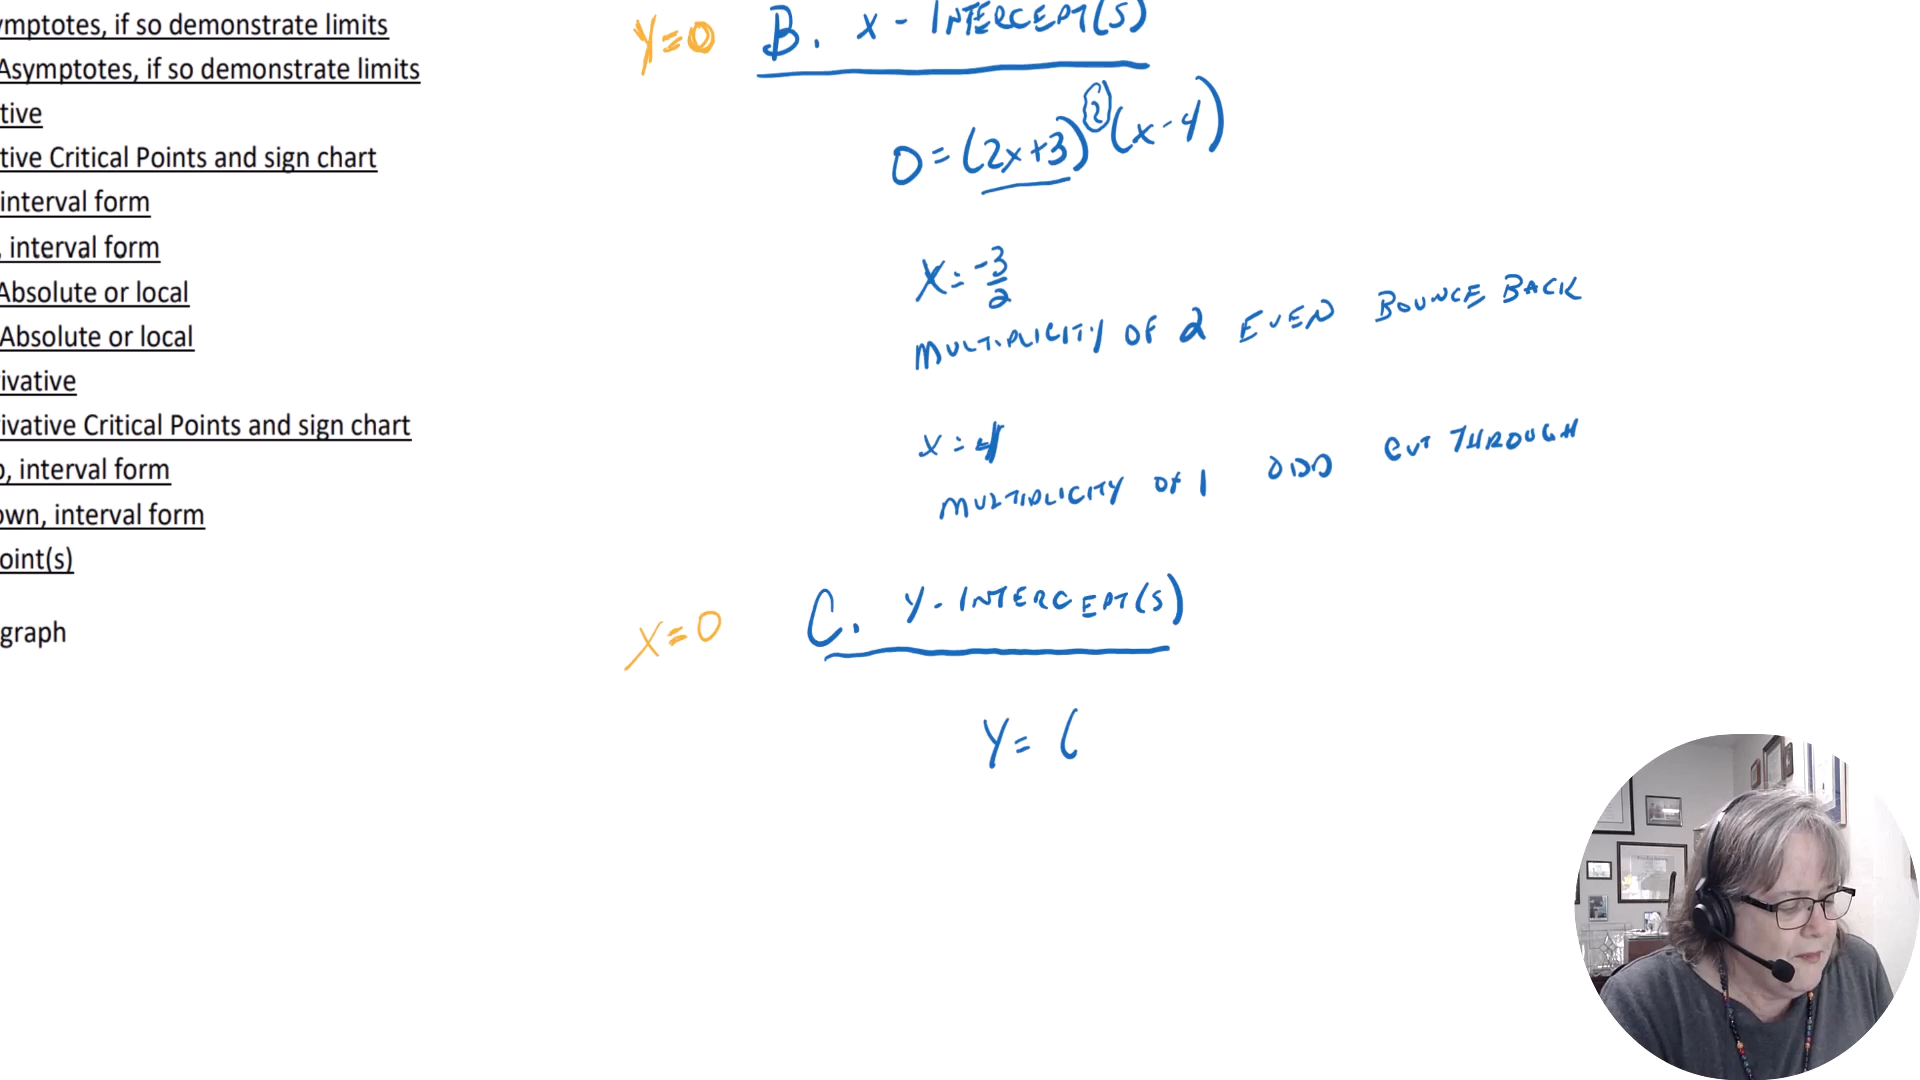 ymptotes, if so demonstrate limits
Asymptotes, if so demonstrate limits
tive
tive Critical Points and sign chart
interval form
, interval form
Absolute or local
Absolute or local
ivative
ivative Critical Points and sign chart
o, interval form
own, interval form
oint(s)
graph
Y=0
B. X-INTERCEPT(S)
0=(2x+3)²(x-4)
X=-3/2
MULTIPLICITY OF 2 EVEN BOUNCE BACK
X=4
MULTIPLICITY OF 1 ODD CUT THROUGH
X=0
C. Y-INTERCEPT(S)
Y= (